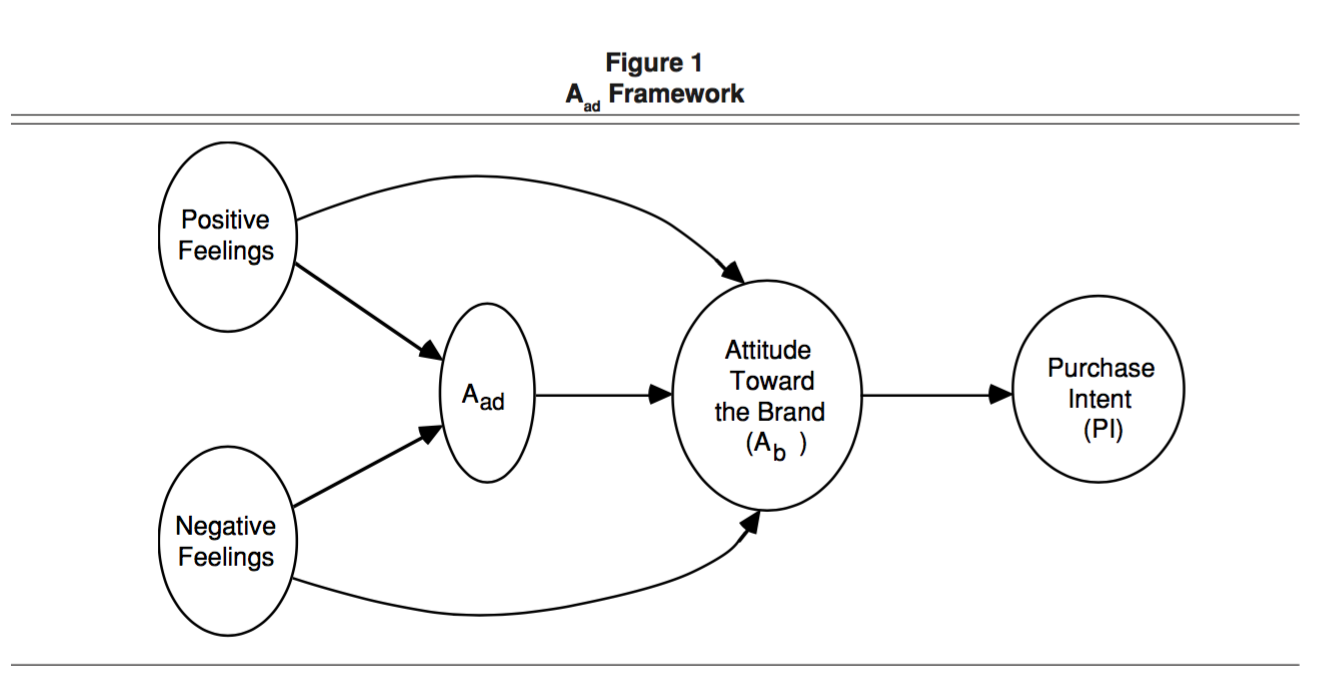 Figure 1
Aad Framework
Positive
Feelings
Aad
Attitude
Toward
the Brand
(Ab )
Purchase
Intent
(PI)
Negative
Feelings